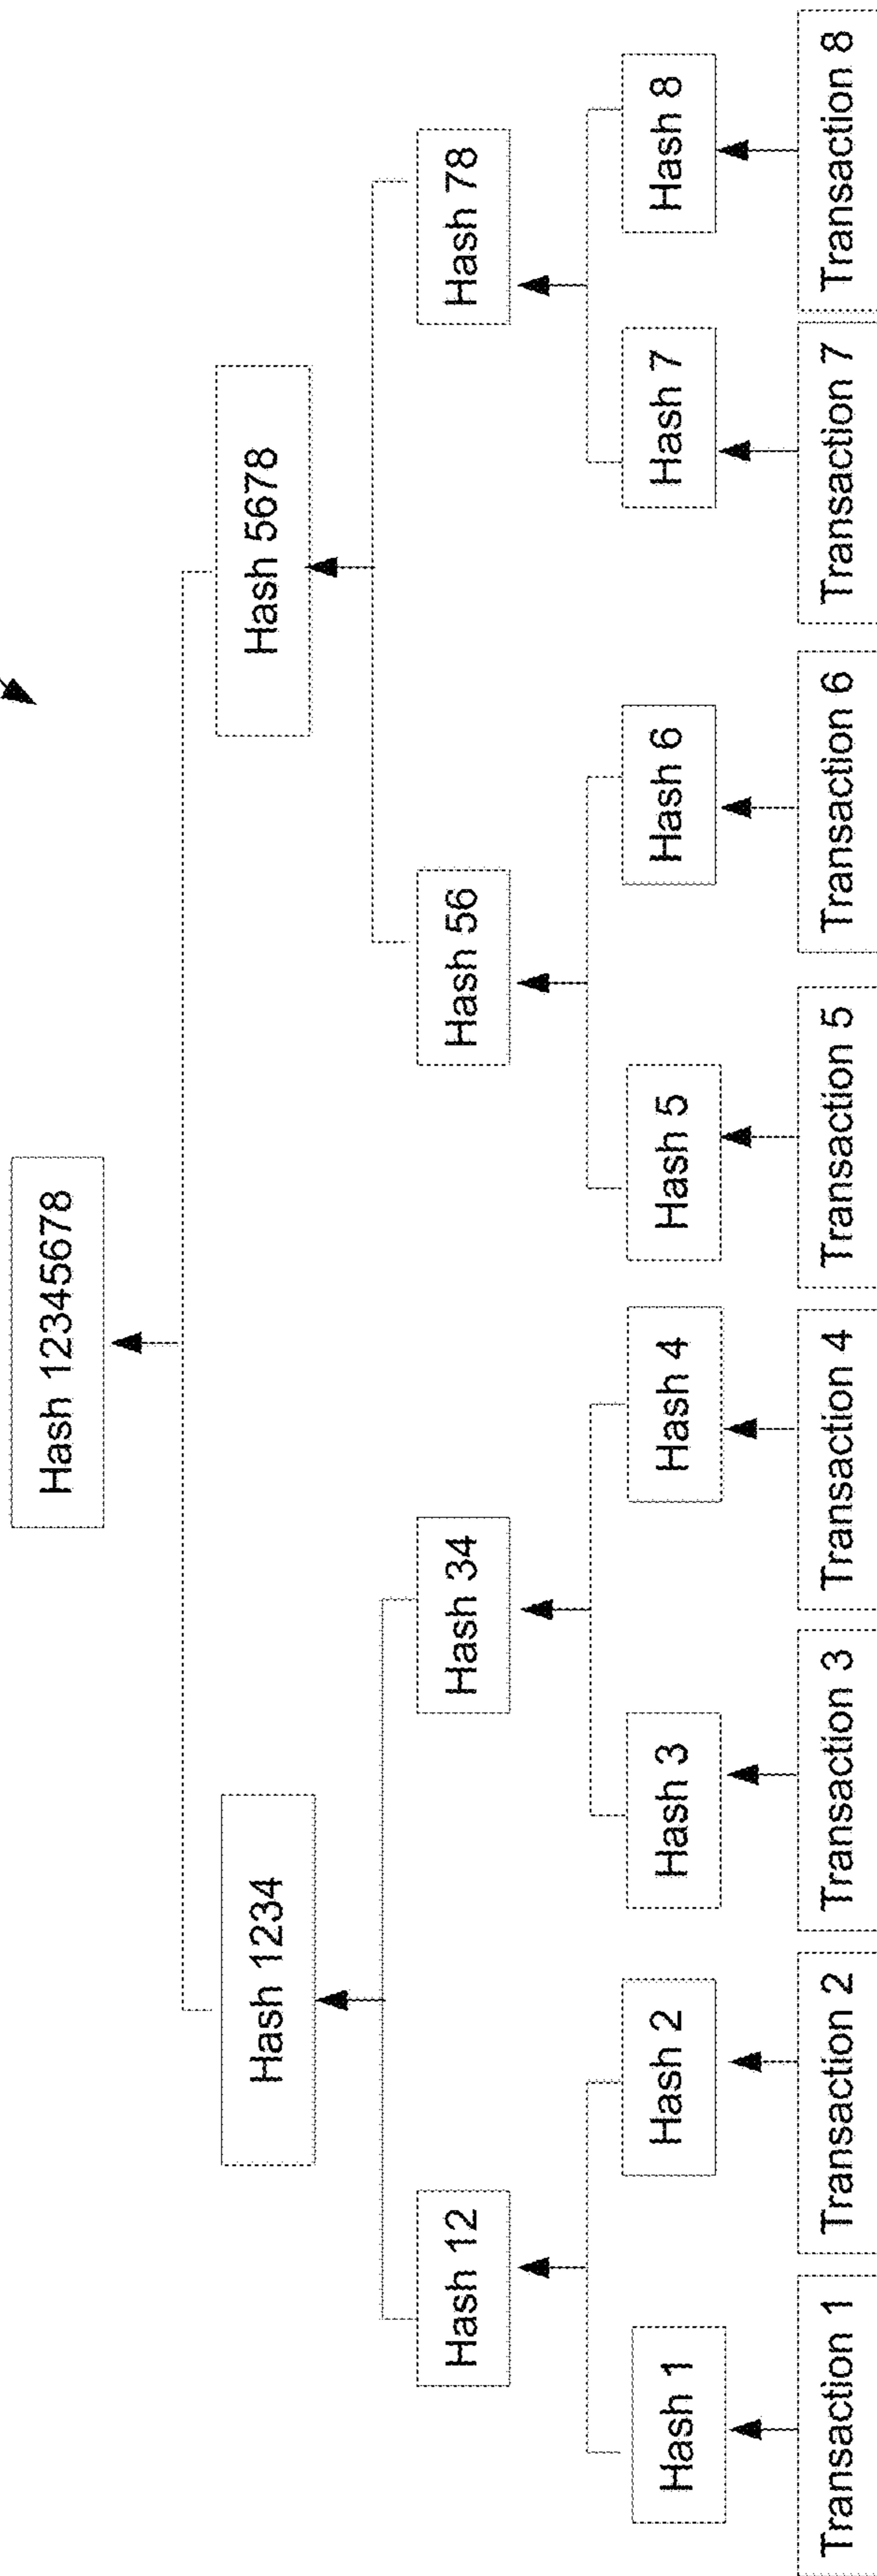 Hash 12345678
Hash 1234
Hash 5678
Hash 12
Hash 34
Hash 56
Hash 78
Hash 1
Hash 2
Hash 3
Hash 4
Hash 5
Hash 6
Hash 7
Hash 8
Transaction 1
Transaction 2
Transaction 3
Transaction 4
Transaction 5
Transaction 6
Transaction 7
Transaction 8